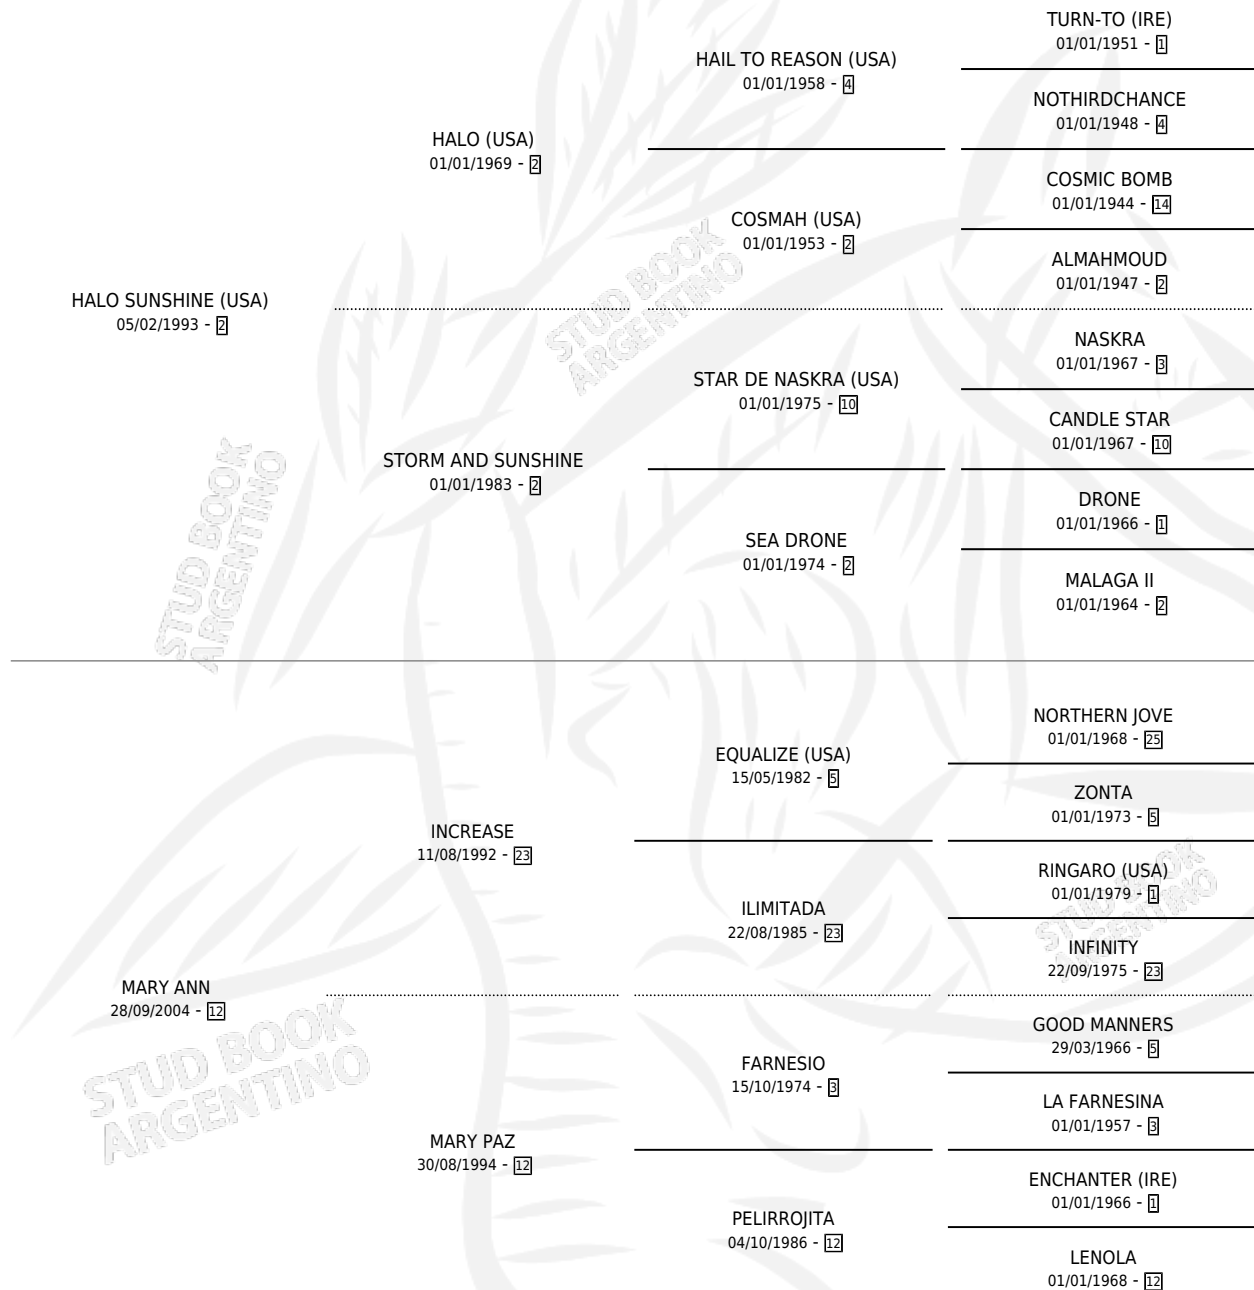 TURN-TO (IRE)
01/01/1951 - 1
HAIL TO REASON (USA)
01/01/1958 - 4
NOTHIRDCHANCE
01/01/1948 - 4
HALO (USA)
01/01/1969 - 2
COSMIC BOMB
01/01/1944 - 14
COSMAH (USA)
01/01/1953 - 2
ALMAHMOUD
01/01/1947 - 2
HALO SUNSHINE (USA)
05/02/1993 - 2
NASKRA
01/01/1967 - 3
STAR DE NASKRA (USA)
01/01/1975 - 10
CANDLE STAR
01/01/1967 - 10
STORM AND SUNSHINE
01/01/1983 - 2
DRONE
01/01/1966 - 1
SEA DRONE
01/01/1974 - 2
MALAGA II
01/01/1964 - 2
NORTHERN JOVE
01/01/1968 - 25
EQUALIZE (USA)
15/05/1982 - 5
ZONTA
01/01/1973 - 5
INCREASE
11/08/1992 - 23
RINGARO (USA)
01/01/1979 - 1
ILIMITADA
22/08/1985 - 23
INFINITY
22/09/1975 - 23
MARY ANN
28/09/2004 - 12
GOOD MANNERS
29/03/1966 - 5
FARNESIO
15/10/1974 - 3
LA FARNESINA
01/01/1957 - 3
MARY PAZ
30/08/1994 - 12
ENCHANTER (IRE)
01/01/1966 - 1
PELIRROJITA
04/10/1986 - 12
LENOLA
01/01/1968 - 12
STUD BOOK
ARGENTINO
STUD BOOK
ARGENTINO
STUD BOOK
ARGENTINO
STUD BOOK
ARGENTINO